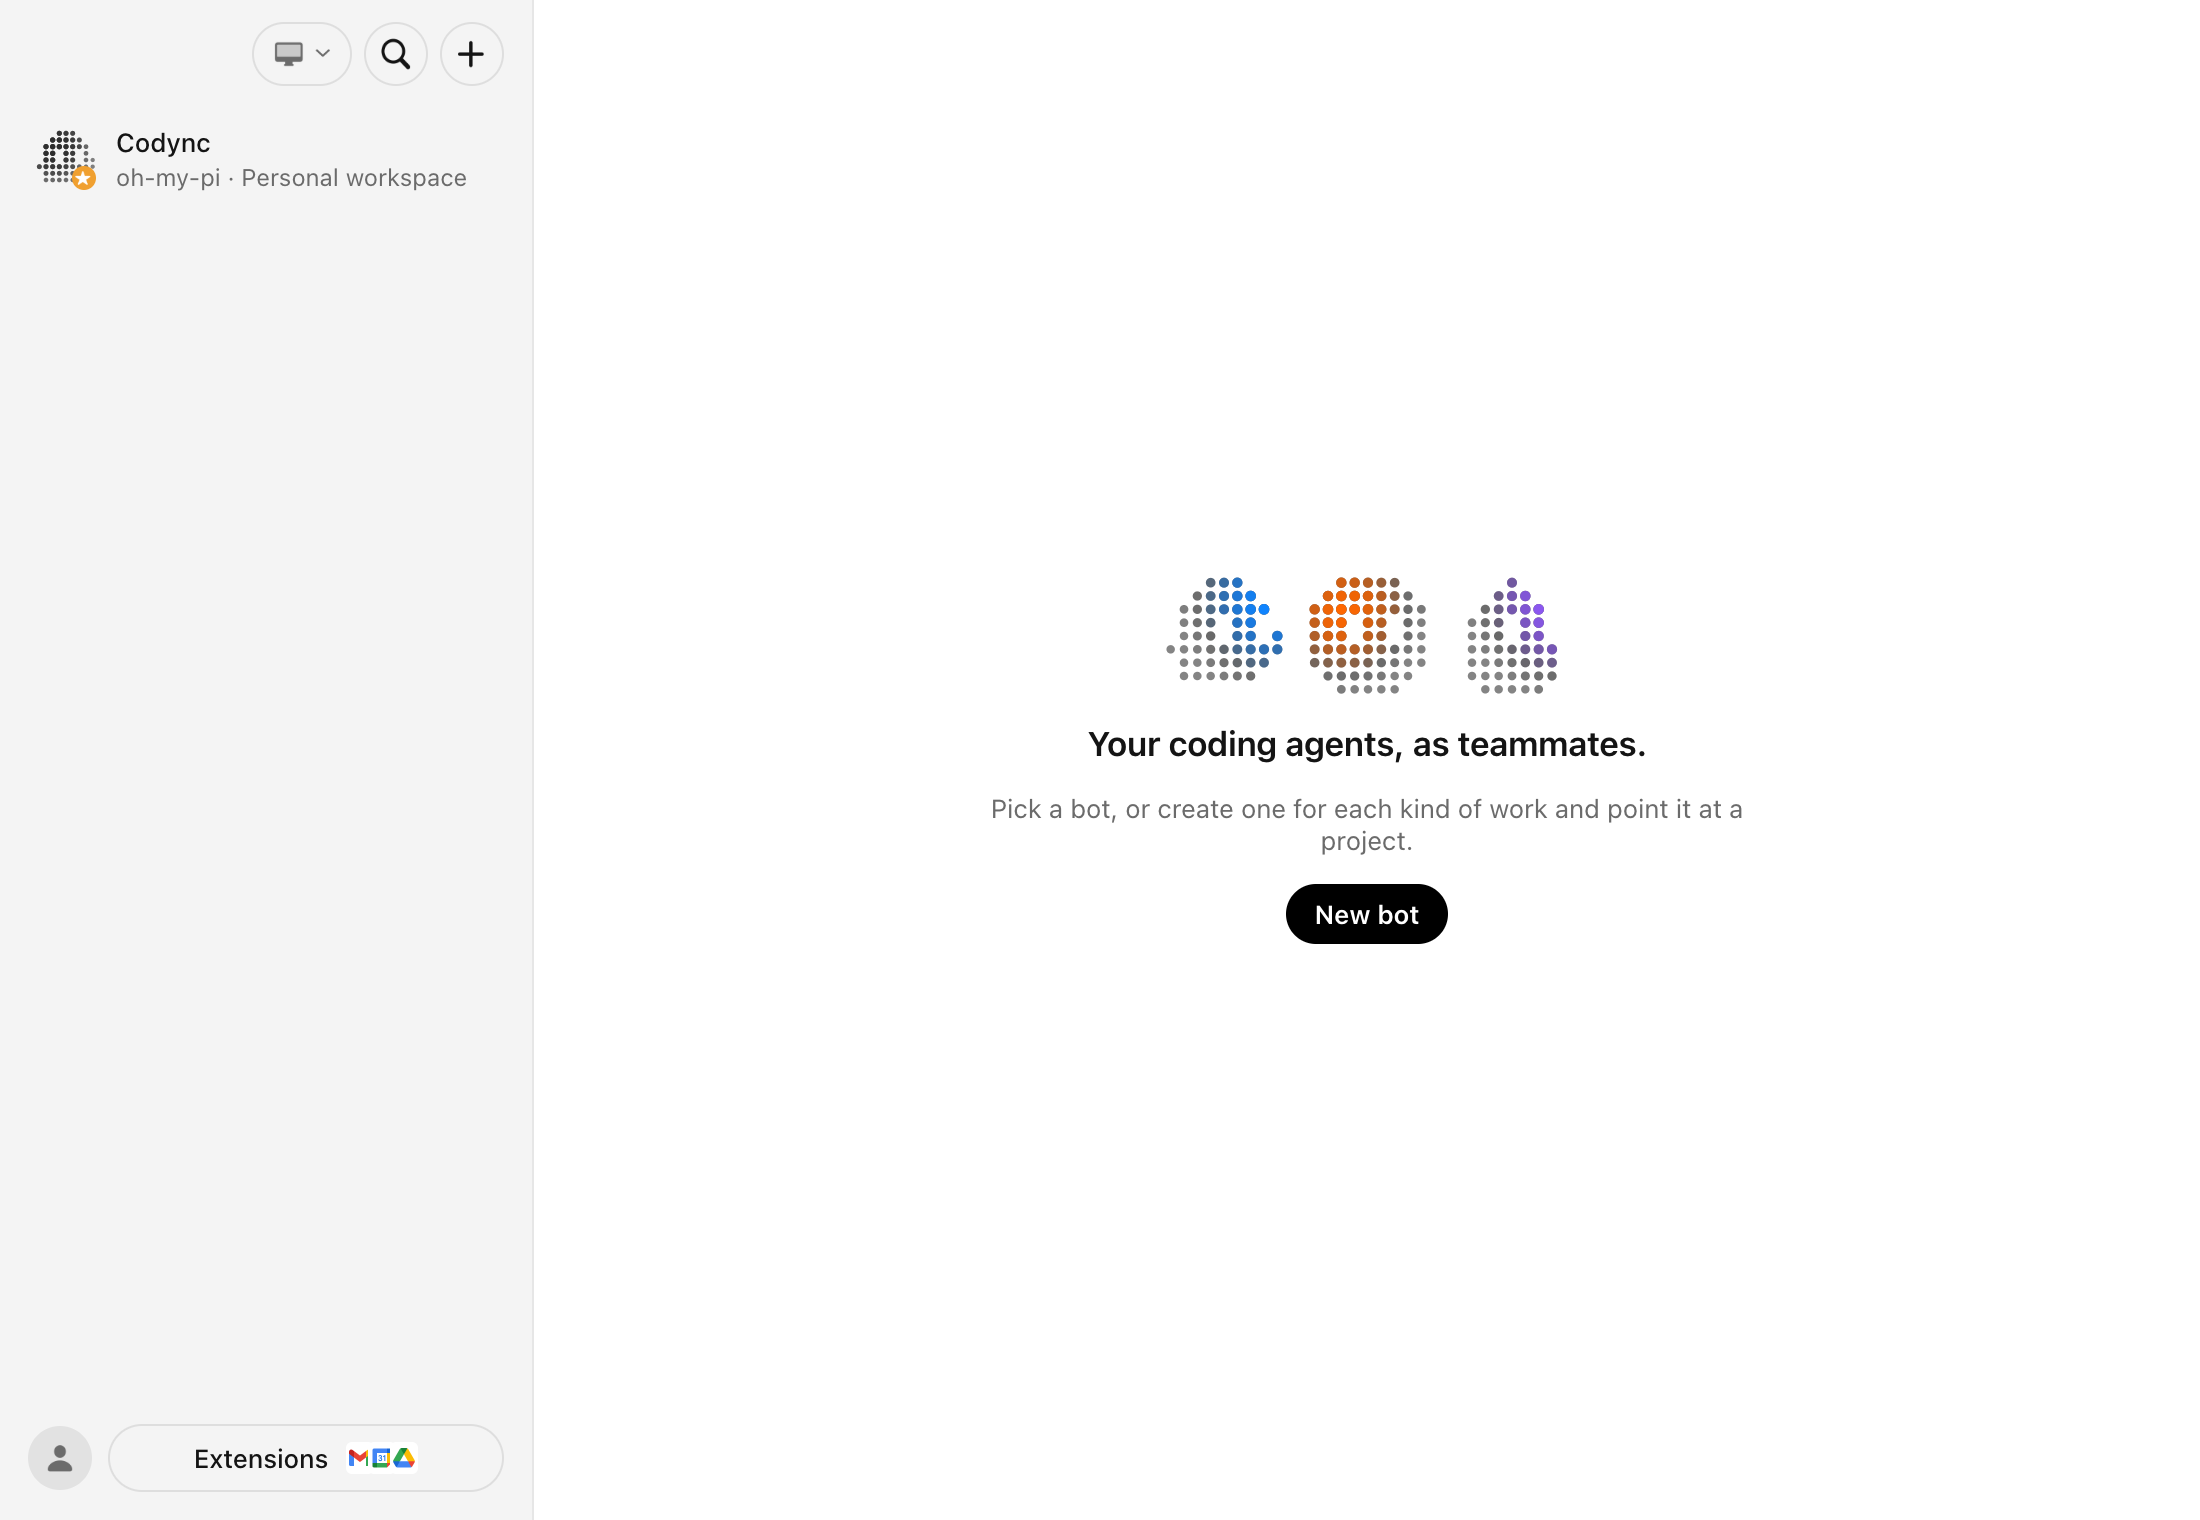 Codync
oh-my-pi · Personal workspace
Your coding agents, as teammates.
Pick a bot, or create one for each kind of work and point it at a
project.
New bot
Extensions
31